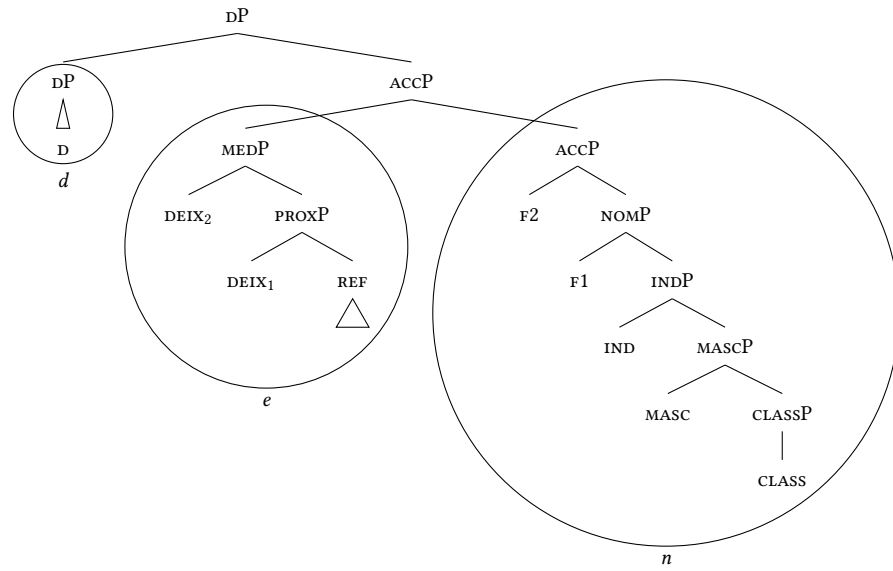 DP
DP ACCP
D MEDP ACCP
d
DEIX₂ PROXP F2 NOMP
DEIX₁ REF F1 INDP
IND MASCP
e
MASC CLASSP
CLASS
n